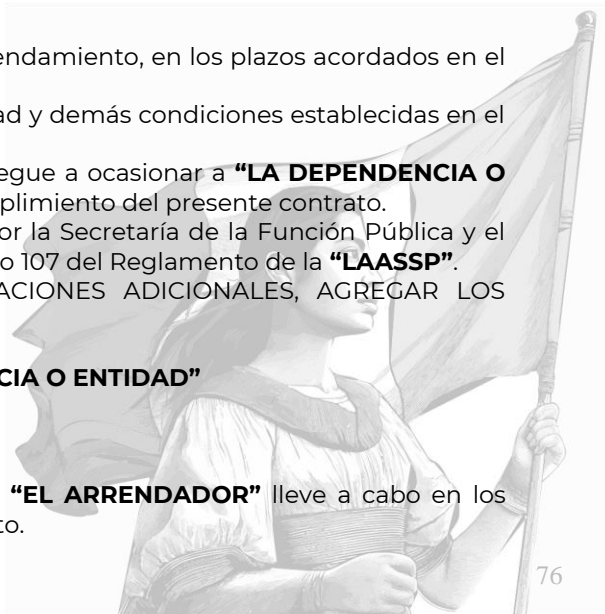 endamiento, en los plazos acordados en el
ad y demás condiciones establecidas en el
egue a ocasionar a “LA DEPENDENCIA O
plimiento del presente contrato.
or la Secretaría de la Función Pública y el
o 107 del Reglamento de la “LAASSP”.
ACIONES ADICIONALES, AGREGAR LOS
CIA O ENTIDAD”
“EL ARRENDADOR” lleve a cabo en los
to.
76